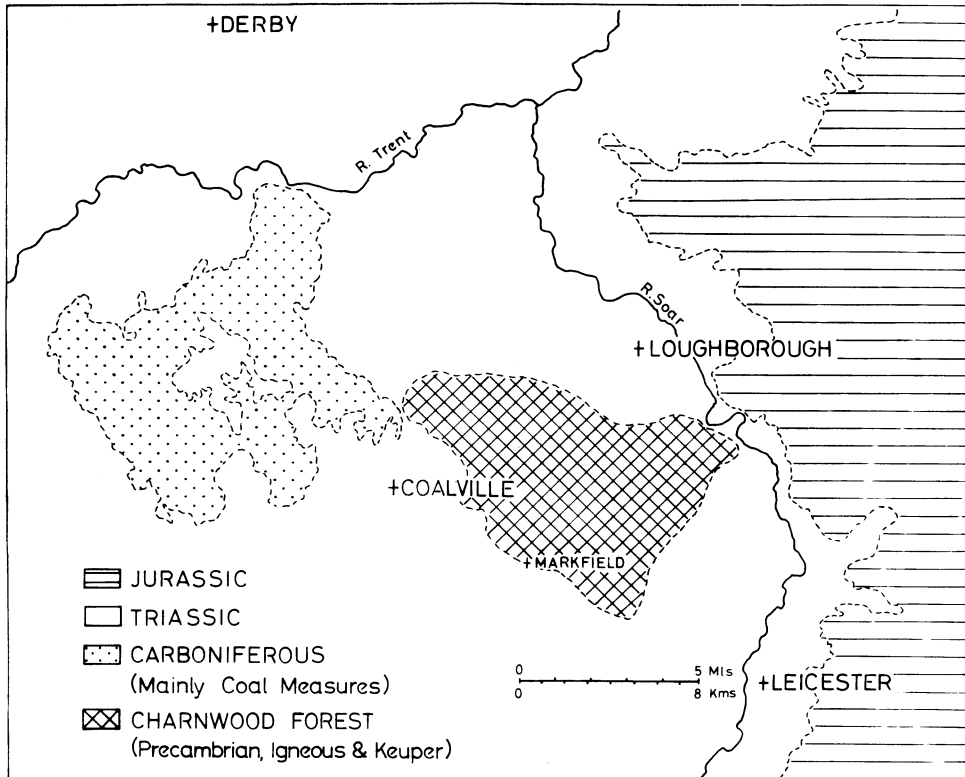 +DERBY
R. Trent
R. Soar
+LOUGHBOROUGH
+COALVILLE
+MARKFIELD
JURASSIC
TRIASSIC
CARBONIFEROUS
(Mainly Coal Measures)
CHARNWOOD FOREST
(Precambrian, Igneous & Keuper)
0 5 Mls
0 8 Kms
+LEICESTER